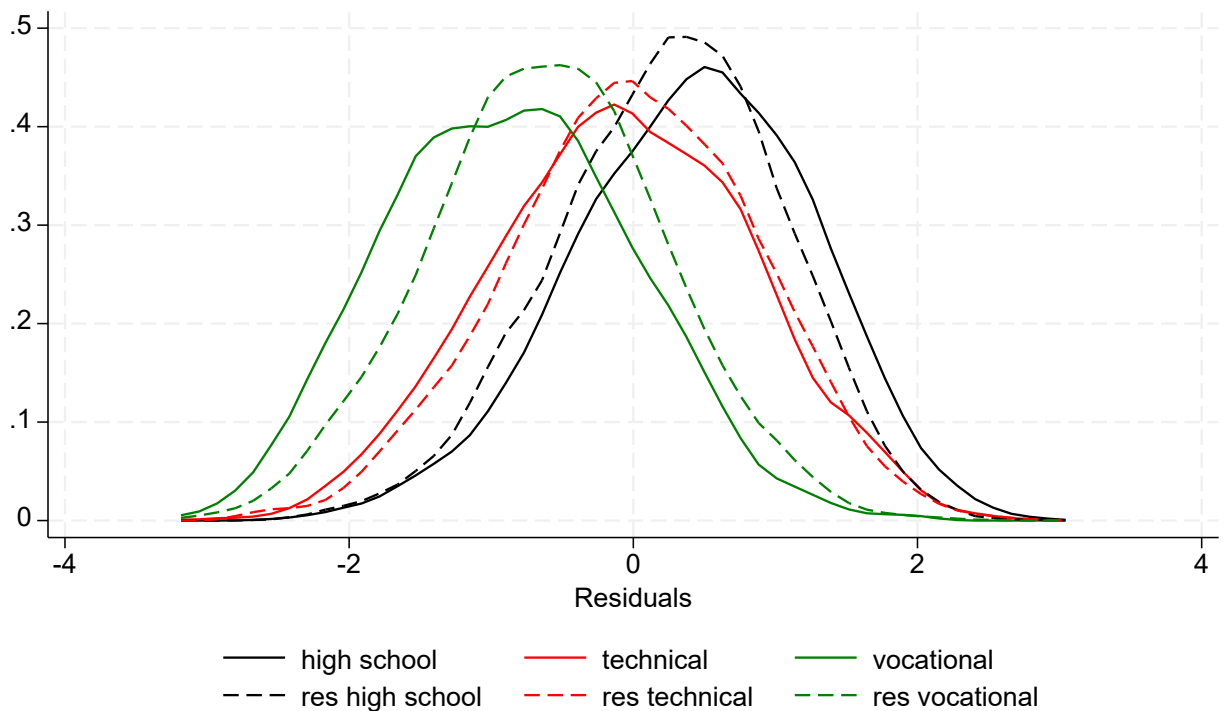 .5
.4
.3
.2
.1
0
-4 -2 0 2 4
Residuals
high school technical vocational
res high school res technical res vocational